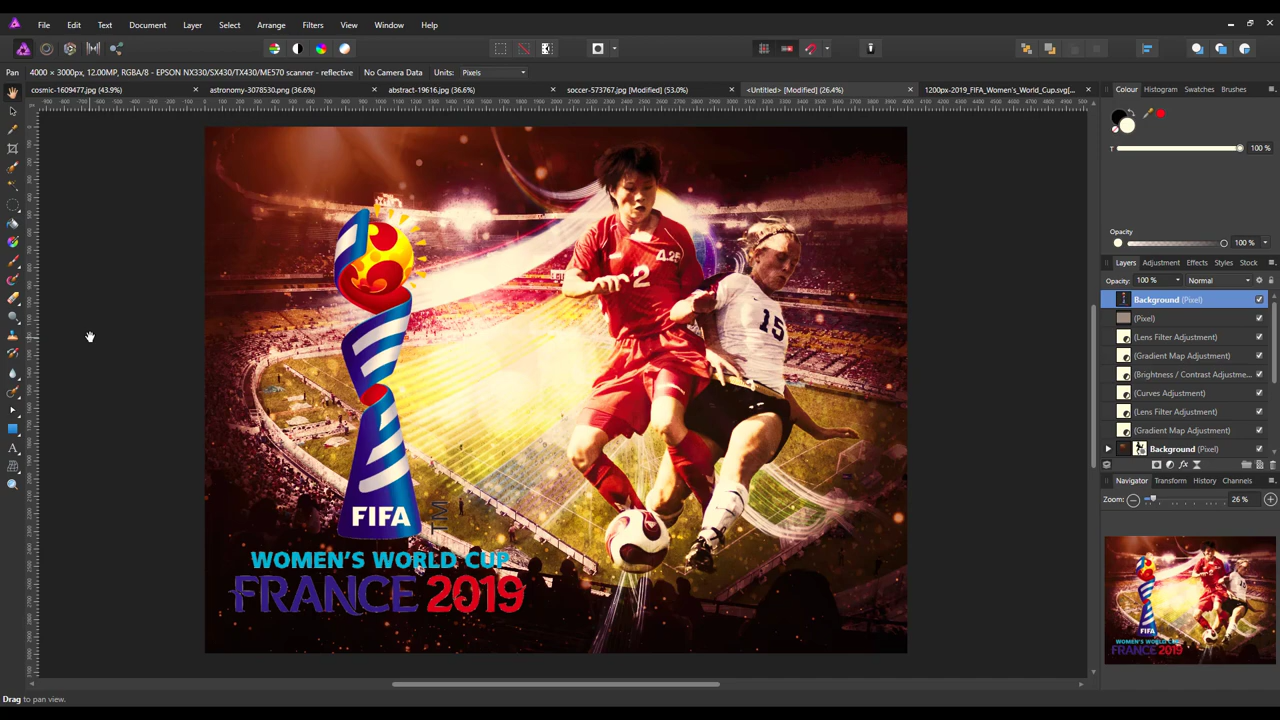 File Edit Text Document Layer Select Arrange Filters View Window Help
Pan 4000 × 3000px, 12.00MP, RGBA/8 - EPSON NX330/SX430/TX430/ME570 scanner - reflective No Camera Data Units: Pixels
cosmic-1609477.jpg (43.9%) astronomy-3078530.png (36.6%) abstract-19616.jpg (36.6%) soccer-573767.jpg [Modified] (53.0%) <Untitled> [Modified] (26.4%) 1200px-2019_FIFA_Women's_World_Cup.svg[...
Colour Histogram Swatches Brushes
T 100 %
Opacity
100 %
Layers Adjustment Effects Styles Stock
Opacity: 100 % Normal
Background (Pixel)
(Pixel)
(Lens Filter Adjustment)
(Gradient Map Adjustment)
(Brightness / Contrast Adjustme...
(Curves Adjustment)
(Lens Filter Adjustment)
(Gradient Map Adjustment)
Background (Pixel)
Navigator Transform History Channels
Zoom: 26 %
4.25
2
15
FIFA
TM
WOMEN'S WORLD CUP
FRANCE 2019
Drag to pan view.